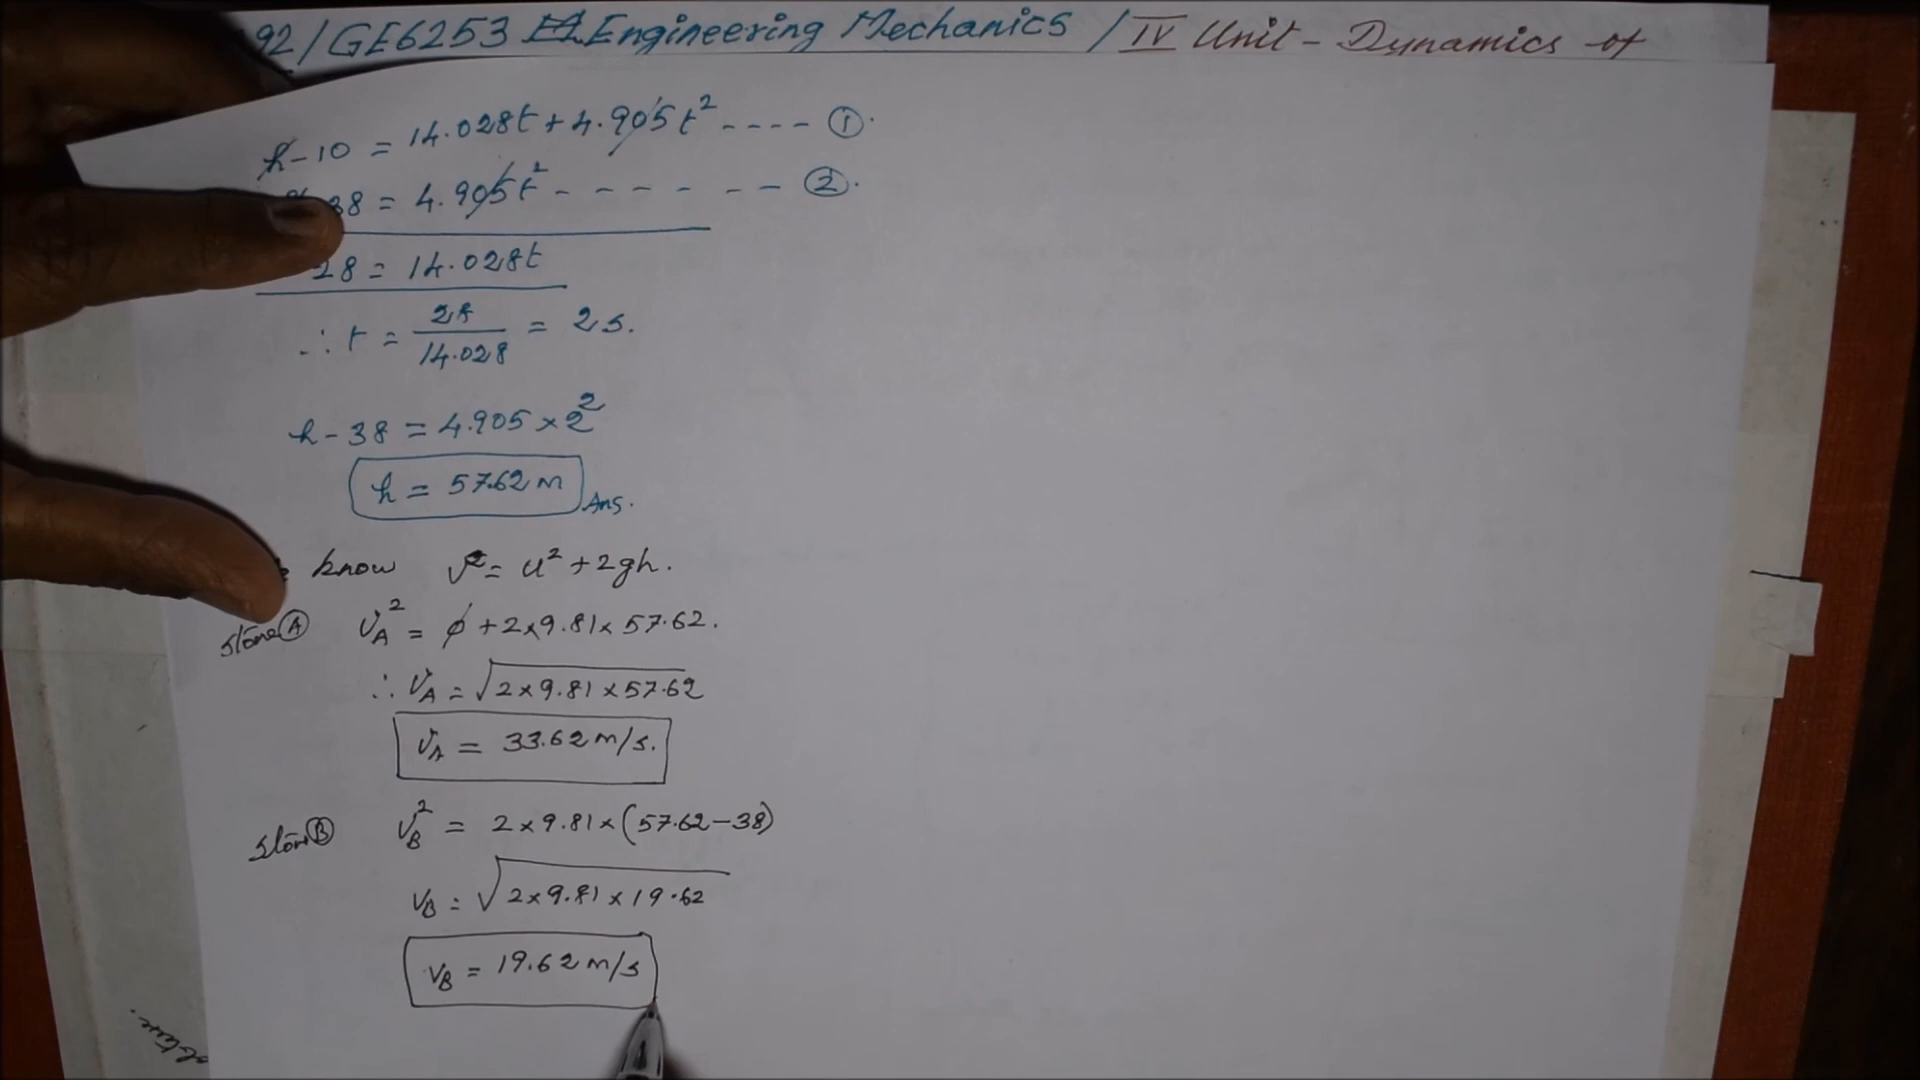 92/GE6253 Engineering Mechanics / IV Unit - Dynamics of
h-10 = 14.028t + 4.905t² ---- ①.
38 = 4.905t² - - - - - - - ②.
28 = 14.028t
∴ t = 28/14.028 = 2s.
h-38 = 4.905 × 2²
h = 57.62m Ans.
know v² = u² + 2gh.
Stone Ⓐ V_A² = 0 + 2×9.81×57.62.
∴ V_A = √2×9.81×57.62
V_A = 33.62 m/s.
Ston Ⓑ V_B² = 2×9.81×(57.62-38)
V_B = √2×9.81×19.62
V_B = 19.62 m/s